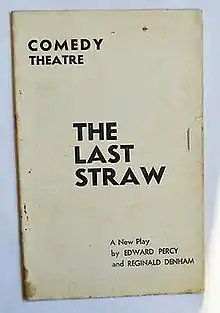 COMEDY
THEATRE
THE
LAST
STRAW
A New Play
by EDWARD PERCY
and REGINALD DENHAM